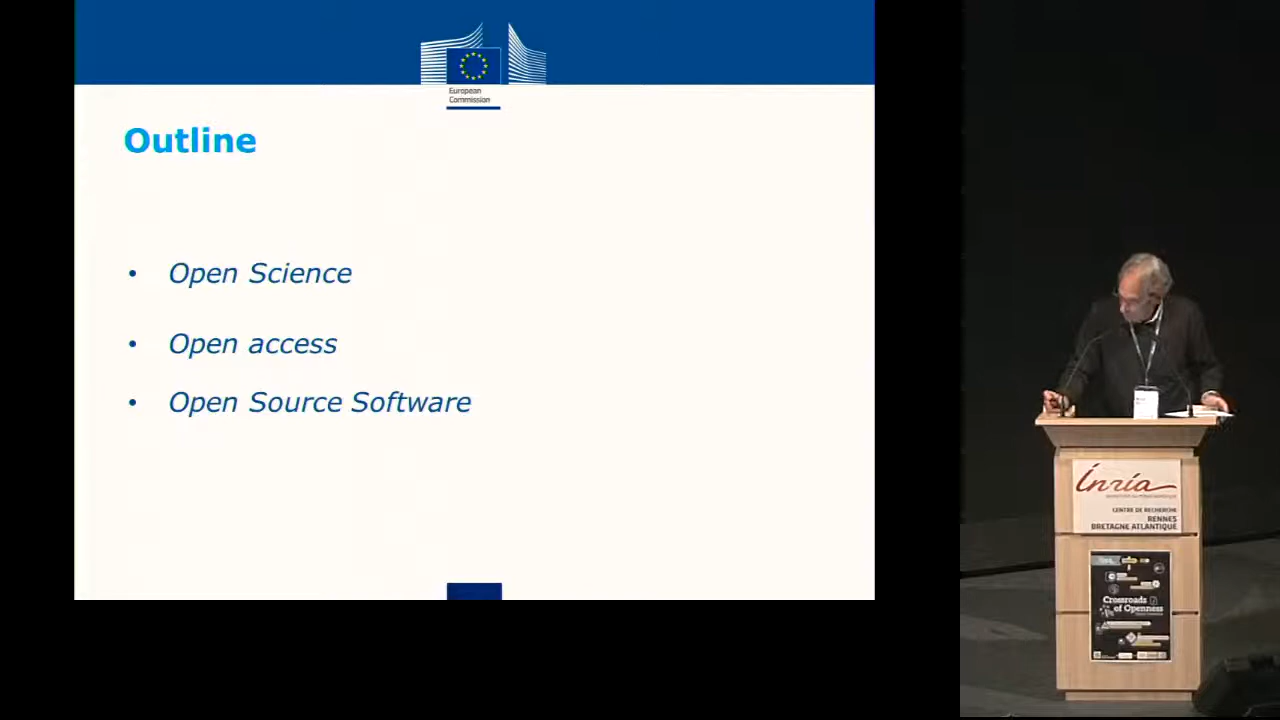 European
Commission
Outline
• Open Science
• Open access
• Open Source Software
Inria
CENTRE DE RECHERCHE
RENNES
BRETAGNE ATLANTIQUE
Crossroads
of Openness